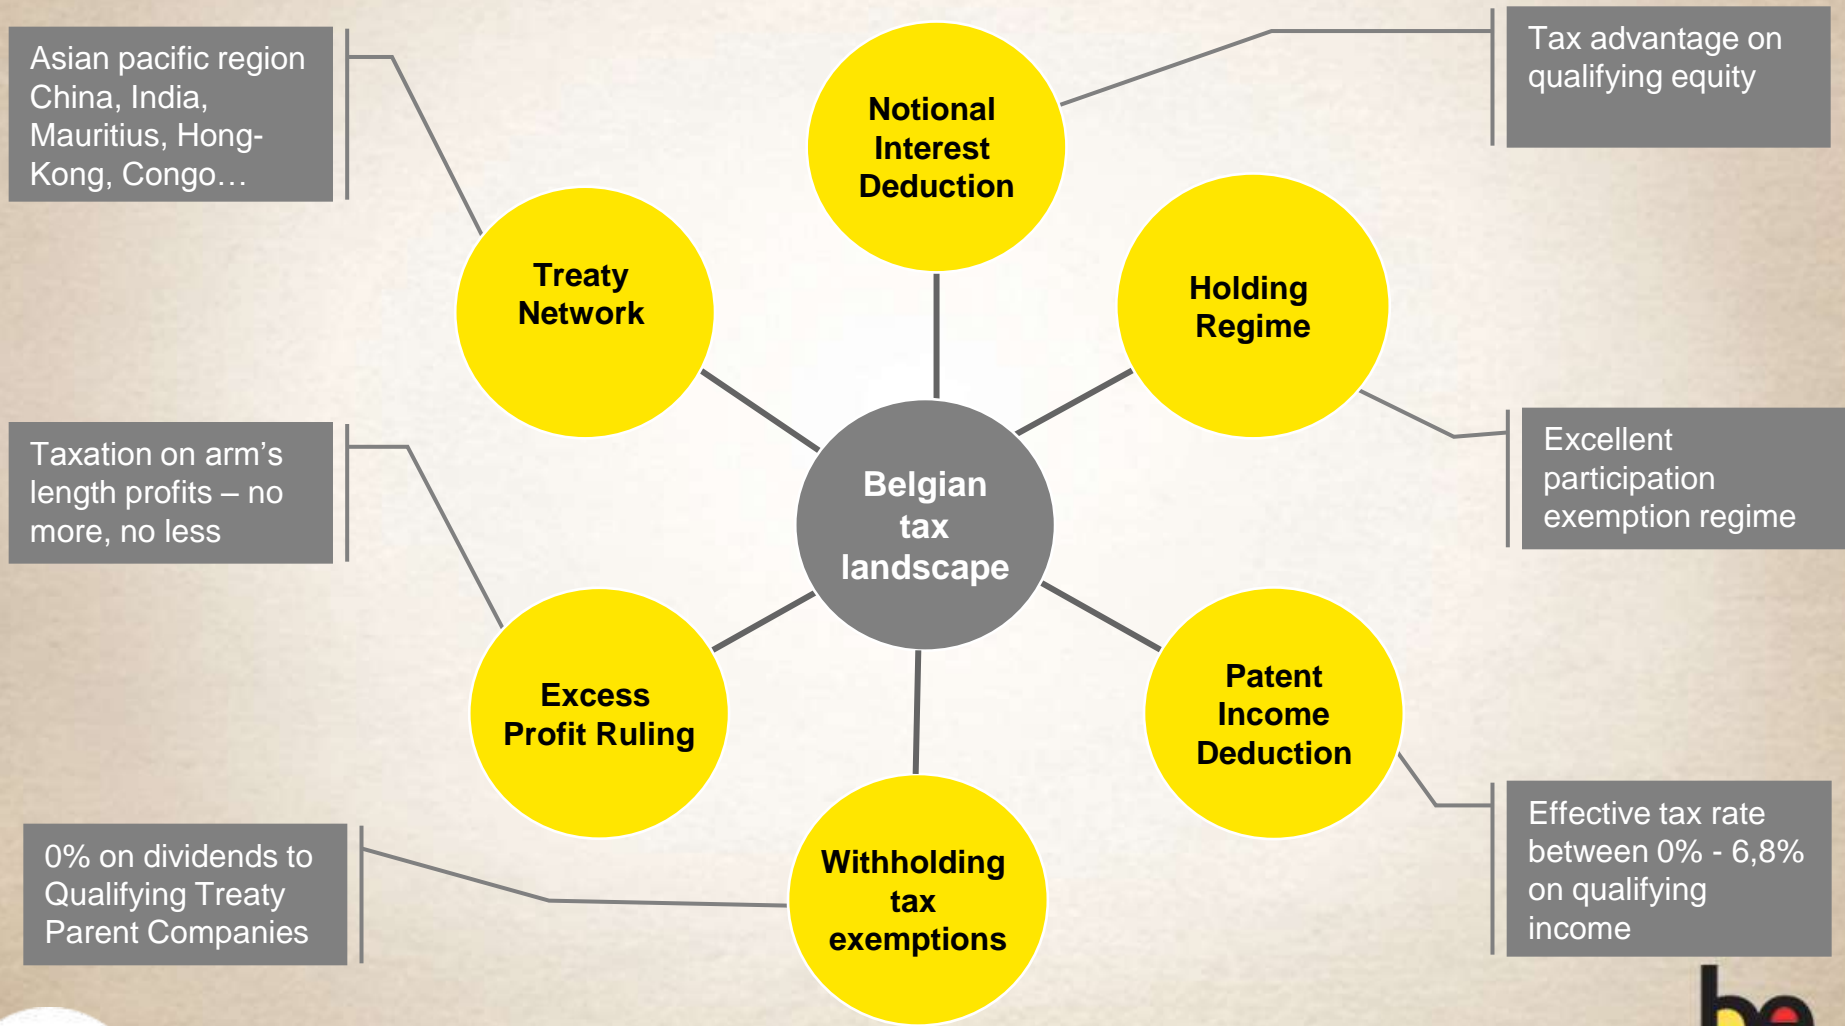 Asian pacific region
China, India,
Mauritius, Hong-
Kong, Congo…
Notional
Interest
Deduction
Tax advantage on
qualifying equity
Treaty
Network
Holding
Regime
Taxation on arm’s
length profits – no
more, no less
Belgian
tax
landscape
Excellent
participation
exemption regime
Excess
Profit Ruling
Patent
Income
Deduction
0% on dividends to
Qualifying Treaty
Parent Companies
Withholding
tax
exemptions
Effective tax rate
between 0% - 6,8%
on qualifying
income
be